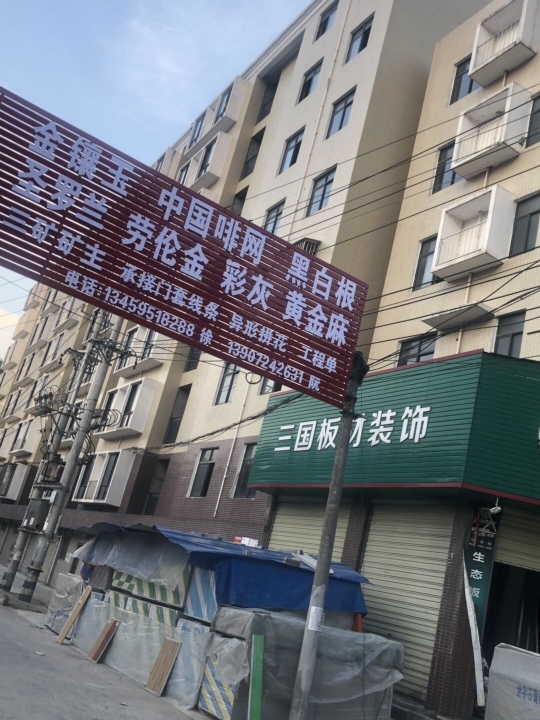 金镶玉 中国啡网 黑白根
圣罗兰 劳伦金 彩灰 黄金麻
三矿矿主 承接门套线条 异形拼花 工程单
电话:13459518288 徐 13907242631 阮
三国板材装饰
生态板